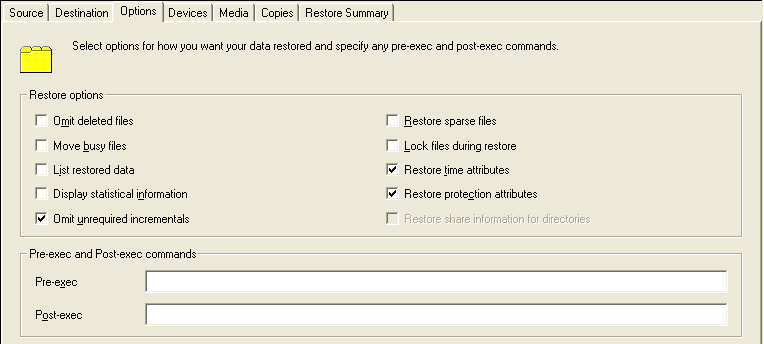 Source Destination Options Devices Media Copies Restore Summary
Select options for how you want your data restored and specify any pre-exec and post-exec commands.
Restore options
Omit deleted files
Restore sparse files
Move busy files
Lock files during restore
List restored data
Restore time attributes
Display statistical information
Restore protection attributes
Omit unrequired incrementals
Restore share information for directories
Pre-exec and Post-exec commands
Pre-exec
Post-exec